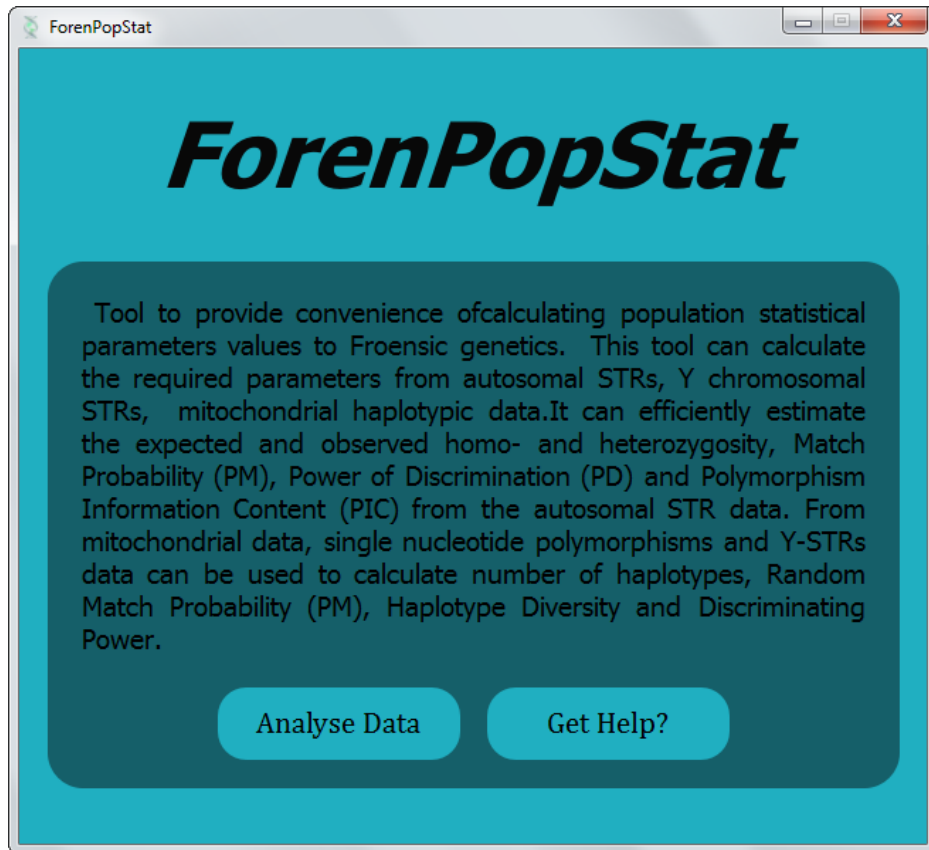 ForenPopStat
ForenPopStat
Tool to provide convenience ofcalculating population statistical
parameters values to Froensic genetics. This tool can calculate
the required parameters from autosomal STRs, Y chromosomal
STRs, mitochondrial haplotypic data.It can efficiently estimate
the expected and observed homo- and heterozygosity, Match
Probability (PM), Power of Discrimination (PD) and Polymorphism
Information Content (PIC) from the autosomal STR data. From
mitochondrial data, single nucleotide polymorphisms and Y-STRs
data can be used to calculate number of haplotypes, Random
Match Probability (PM), Haplotype Diversity and Discriminating
Power.
Analyse Data
Get Help?